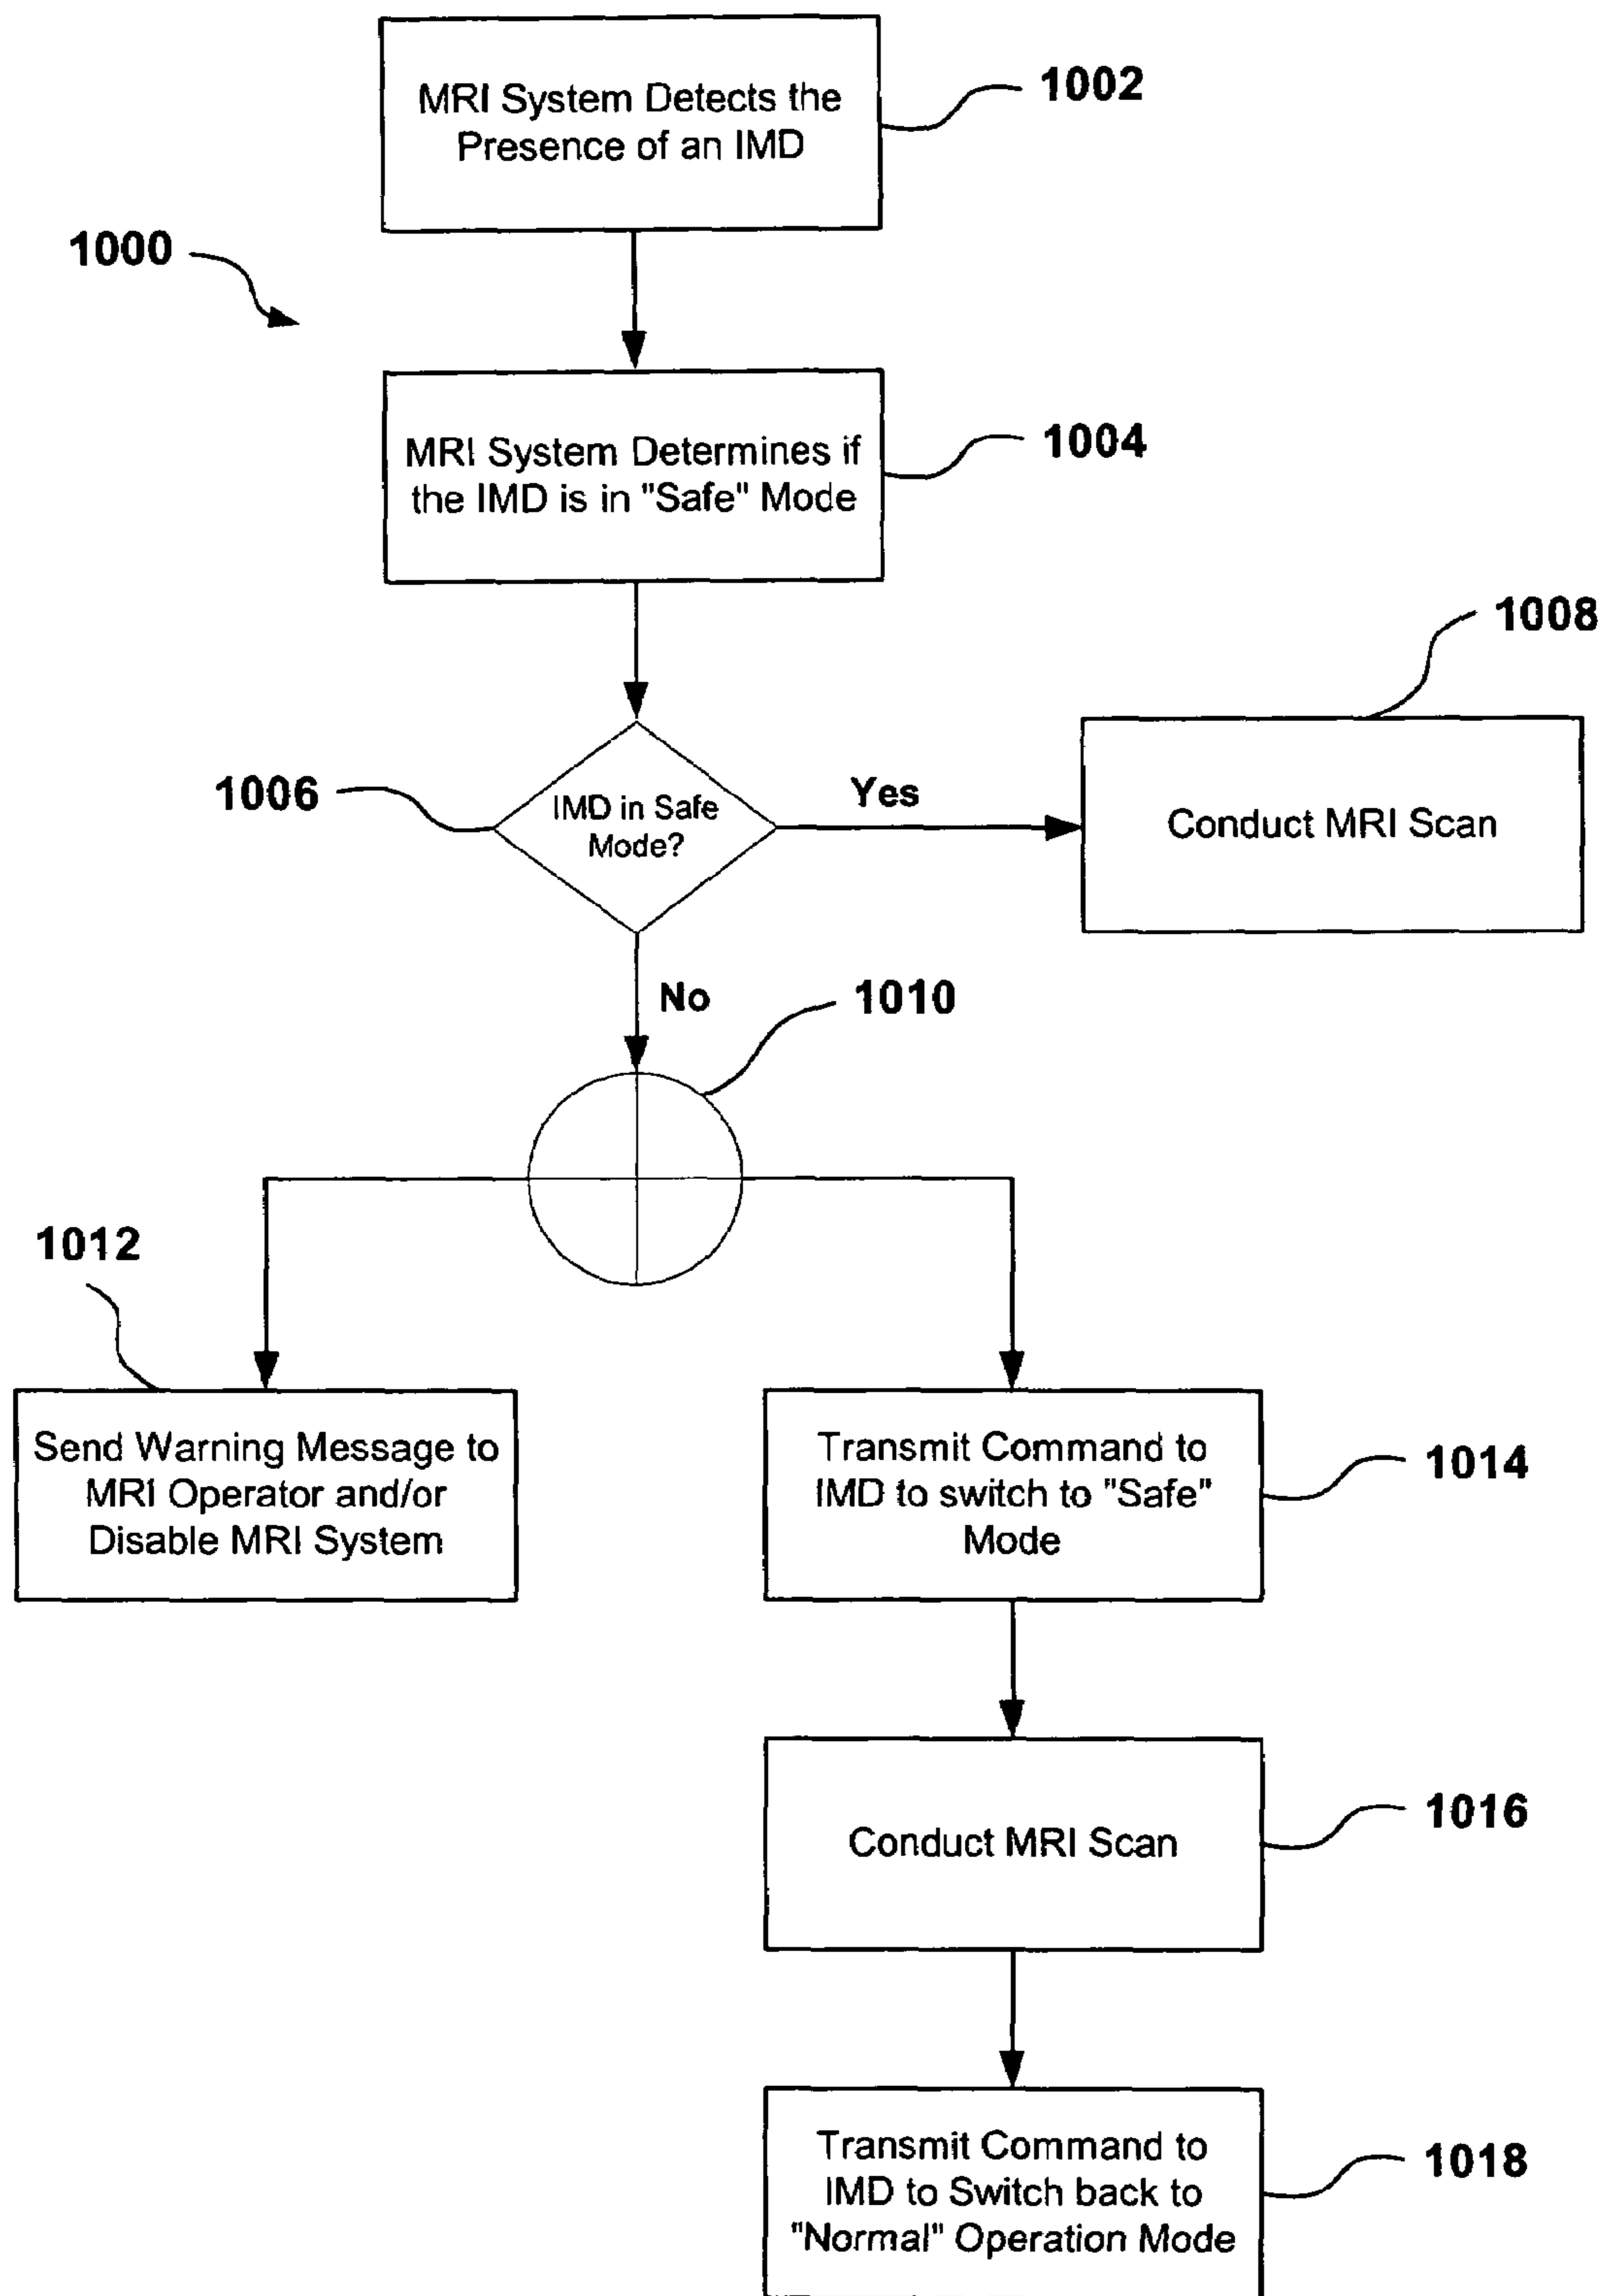 MRI System Detects the
Presence of an IMD
1002
1000
MRI System Determines if
the IMD is in "Safe" Mode
1004
1006
IMD in Safe
Mode?
Yes
1008
Conduct MRI Scan
No
1010
1012
Send Warning Message to
MRI Operator and/or
Disable MRI System
Transmit Command to
IMD to switch to "Safe"
Mode
1014
Conduct MRI Scan
1016
Transmit Command to
IMD to Switch back to
"Normal" Operation Mode
1018